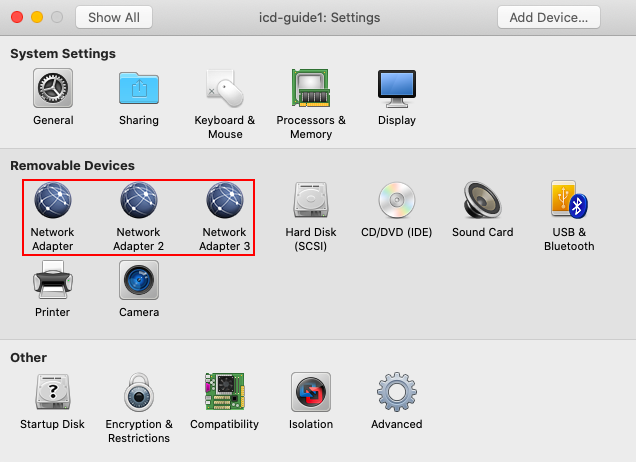 Show All
icd-guide1: Settings
Add Device...
System Settings
General
Sharing
Keyboard &
Mouse
Processors &
Memory
Display
Removable Devices
Network
Adapter
Network
Adapter 2
Network
Adapter 3
Hard Disk
(SCSI)
CD/DVD (IDE)
Sound Card
USB &
Bluetooth
Printer
Camera
Other
?
Startup Disk
Encryption &
Restrictions
Compatibility
Isolation
Advanced